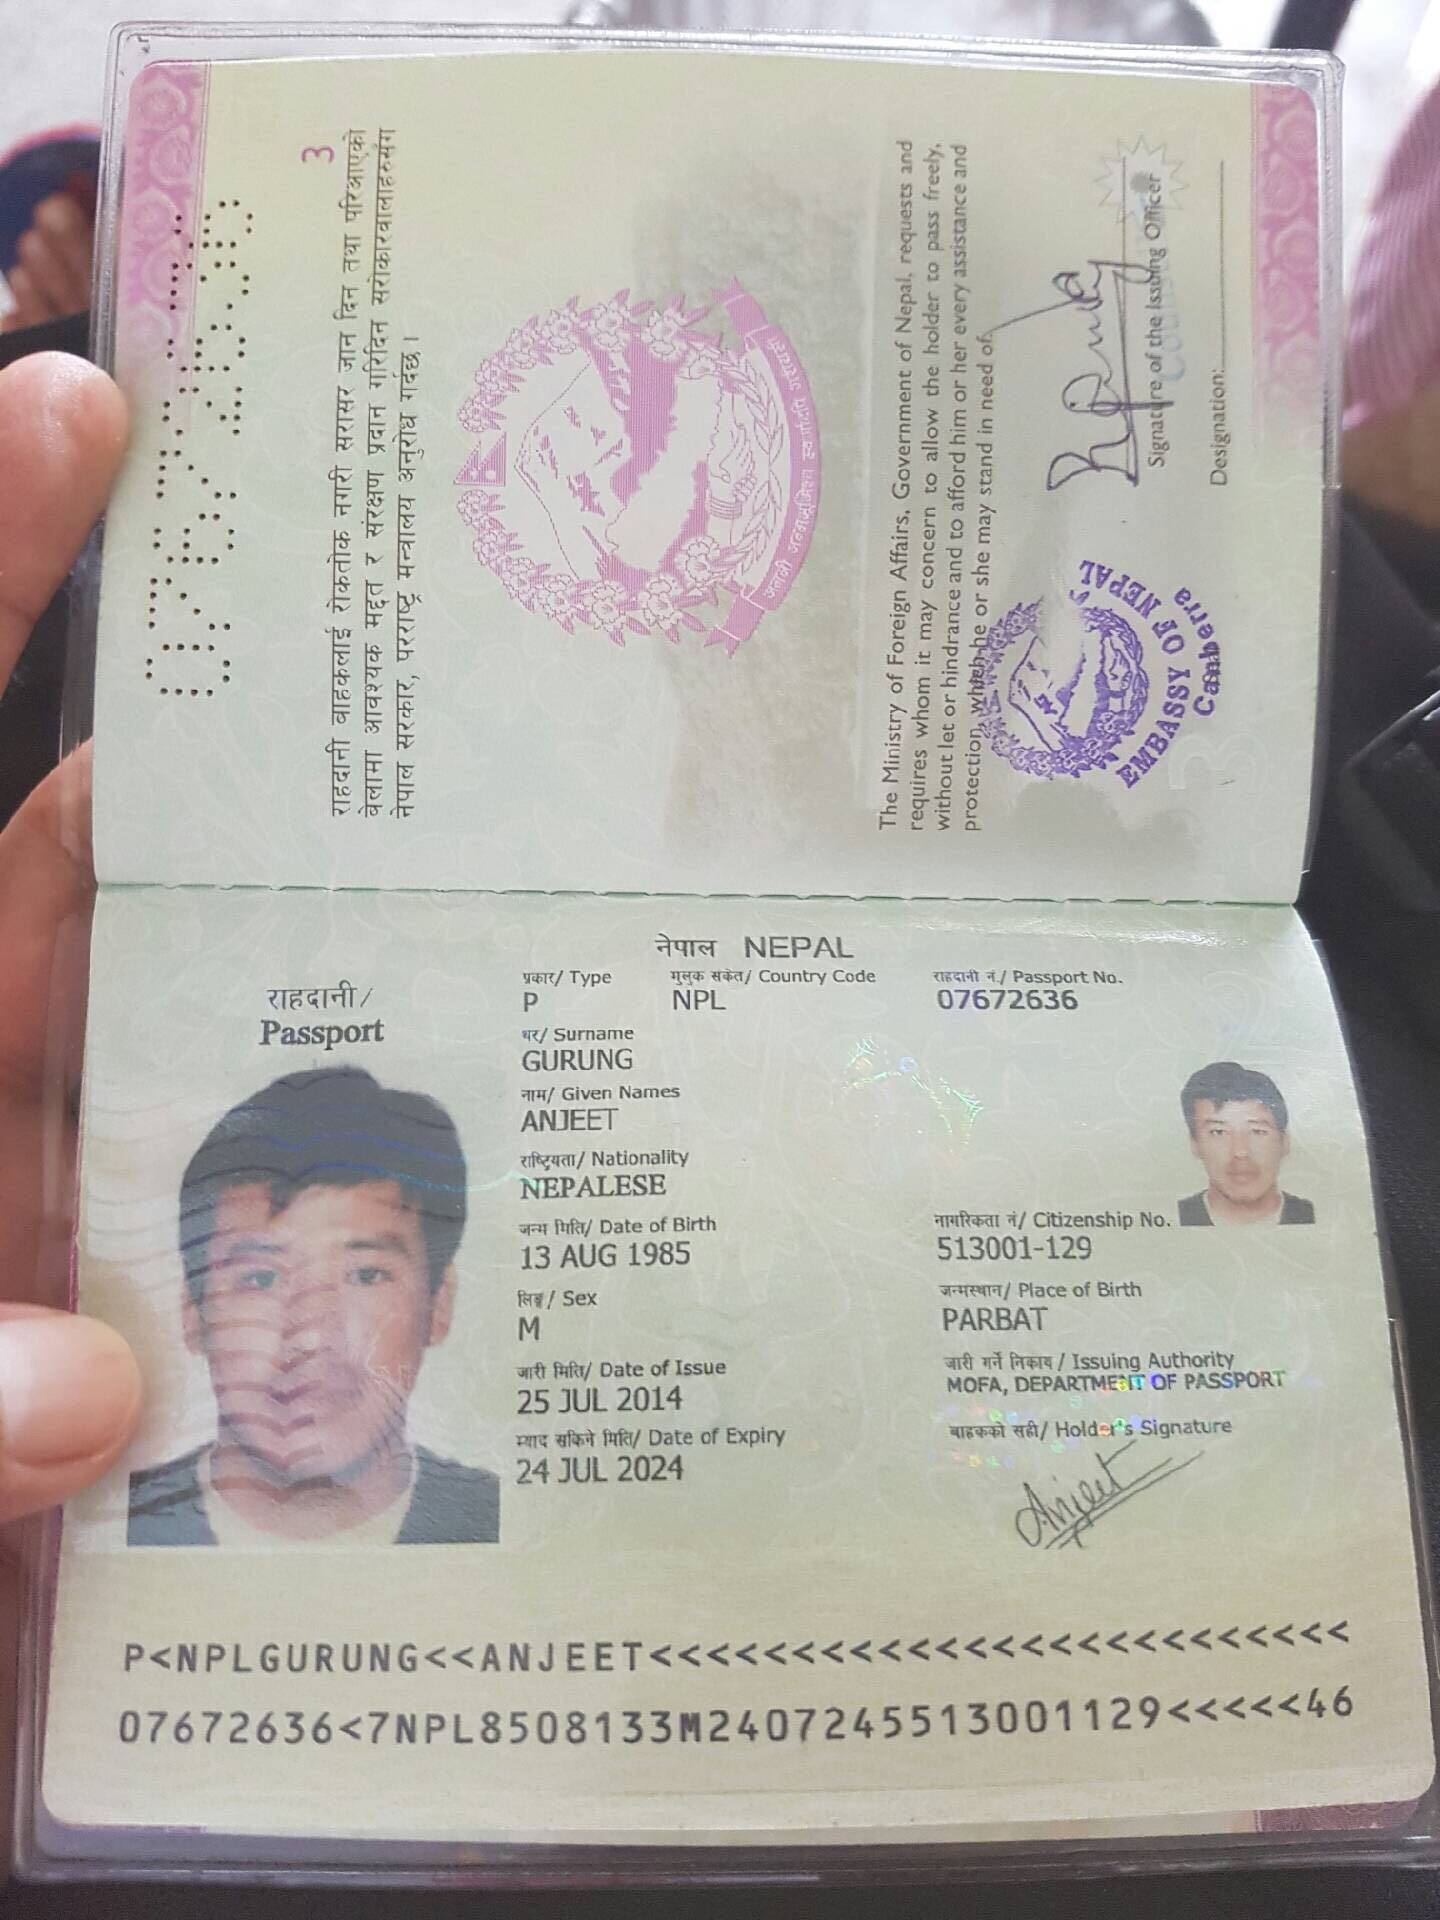 07672636
3
राहदानी वाहकलाई रोकतोक नगरी सरासर जान दिन तथा परिआएको
बेलामा आवश्यक मद्दत र संरक्षण प्रदान गरिदिन सरोकारवालाहरुसंग
नेपाल सरकार, परराष्ट्र मन्त्रालय अनुरोध गर्दछ।
जननी जन्मभूमिश्च स्वर्गादपि गरीयसी
The Ministry of Foreign Affairs, Government of Nepal, requests and
requires whom it may concern to allow the holder to pass freely,
without let or hindrance and to afford him or her every assistance and
protection, which he or she may stand in need of.
Signature of the Issuing Officer
Designation:
EMBASSY OF NEPAL
Canberra
नेपाल NEPAL
राहदानी/
Passport
प्रकार/ Type मुलुक सकेत/ Country Code राहदानी नं./ Passport No.
P NPL 07672636
थर/ Surname
GURUNG
नाम/ Given Names
ANJEET
राष्ट्रियता/ Nationality
NEPALESE
जन्म मिति/ Date of Birth नागरिकता नं/ Citizenship No.
13 AUG 1985 513001-129
लिङ्ग/ Sex जन्मस्थान/ Place of Birth
M PARBAT
जारी मिति/ Date of Issue जारी गर्ने निकाय/ Issuing Authority
25 JUL 2014 MOFA, DEPARTMENT OF PASSPORT
म्याद सकिने मिति/ Date of Expiry बाहकको सही/ Holder's Signature
24 JUL 2024 Anjeet
P<NPLGURUNG<<ANJEET<<<<<<<<<<<<<<<<<<<<<<<<<
07672636<7NPL8508133M2407245513001129<<<<<46